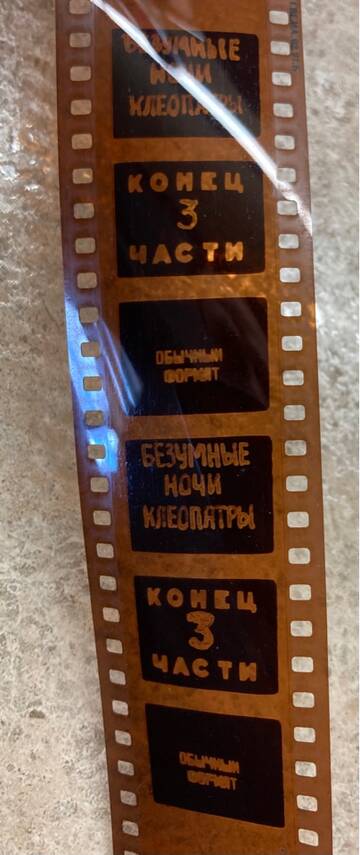 БЕЗУМНЫЕ
НОЧИ
КЛЕОПАТРЫ
КОНЕЦ
3
ЧАСТИ
ОБЫЧНЫЙ
ФОРМАТ
БЕЗУМНЫЕ
НОЧИ
КЛЕОПАТРЫ
КОНЕЦ
3
ЧАСТИ
ОБЫЧНЫЙ
ФОРМАТ